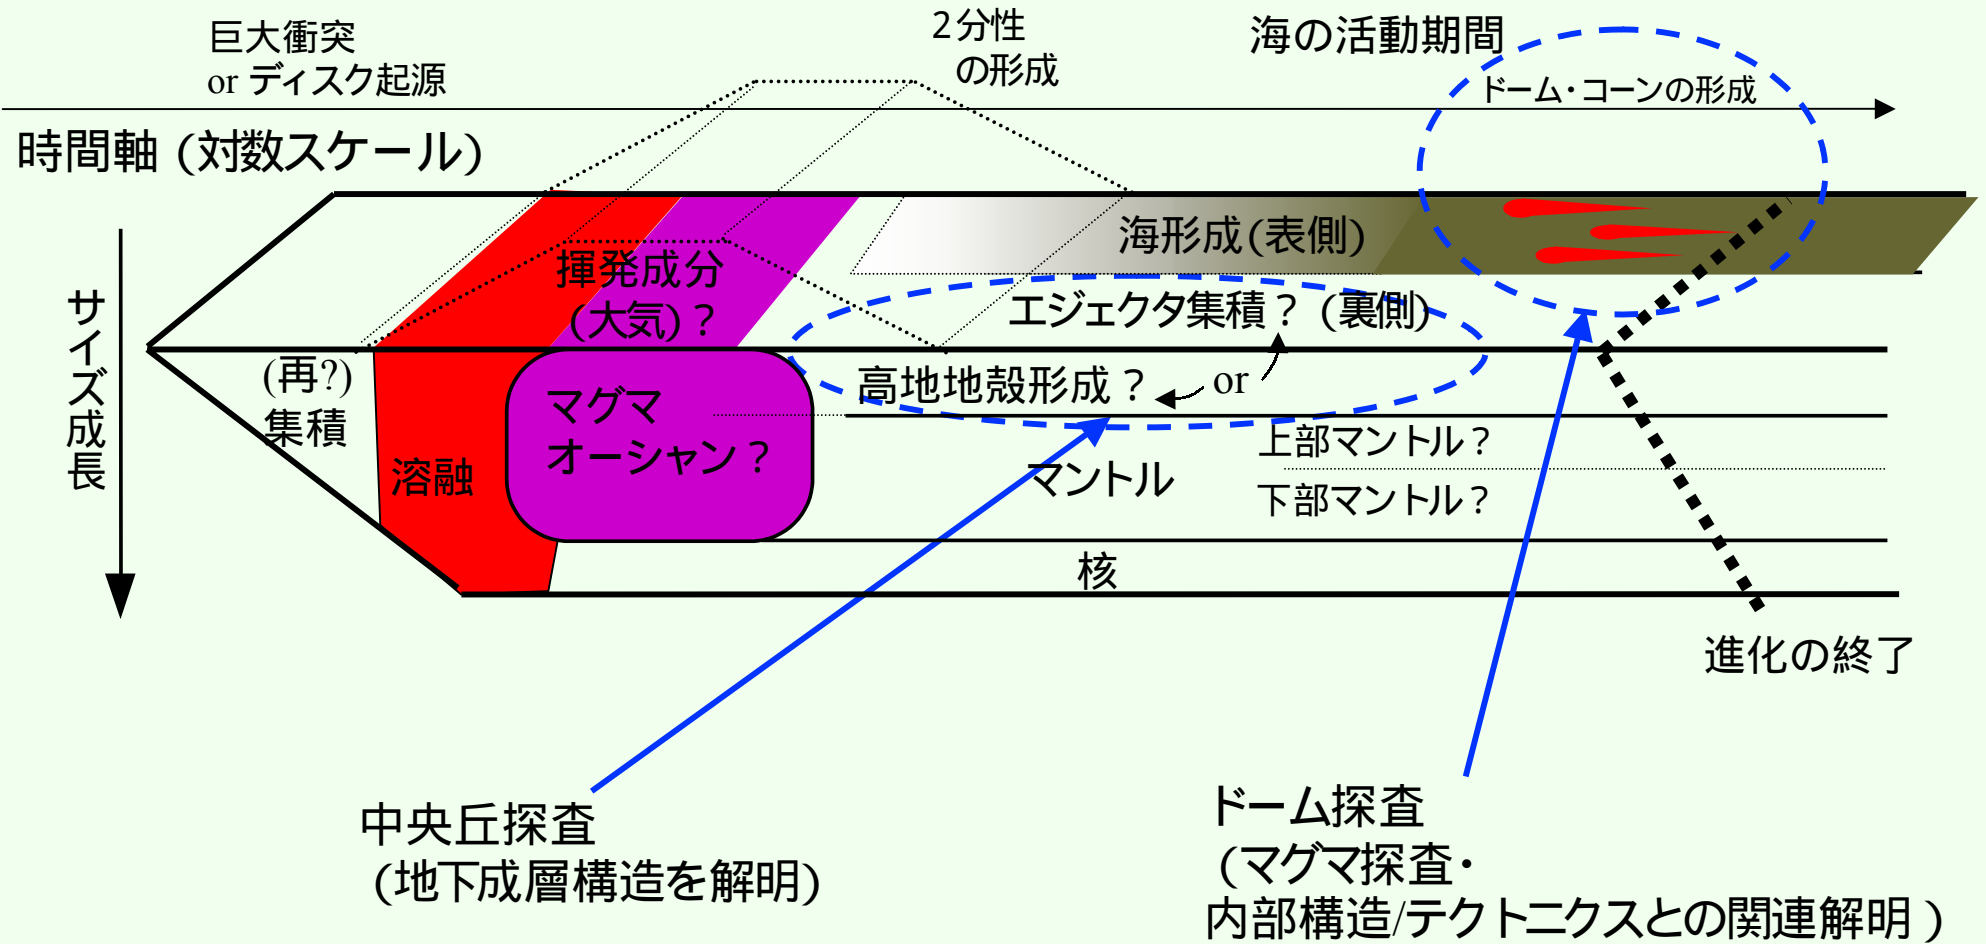 巨大衝突
or ディスク起源
2分性
の形成
海の活動期間
ドーム・コーンの形成
時間軸 (対数スケール)
サイズ成長
揮発成分
(大気)？
海形成(表側)
エジェクタ集積？ (裏側)
(再?)
集積
高地地殻形成？
or
マグマ
オーシャン？
溶融
上部マントル？
マントル
下部マントル？
核
進化の終了
中央丘探査
(地下成層構造を解明)
ドーム探査
(マグマ探査・
内部構造/テクトニクスとの関連解明)